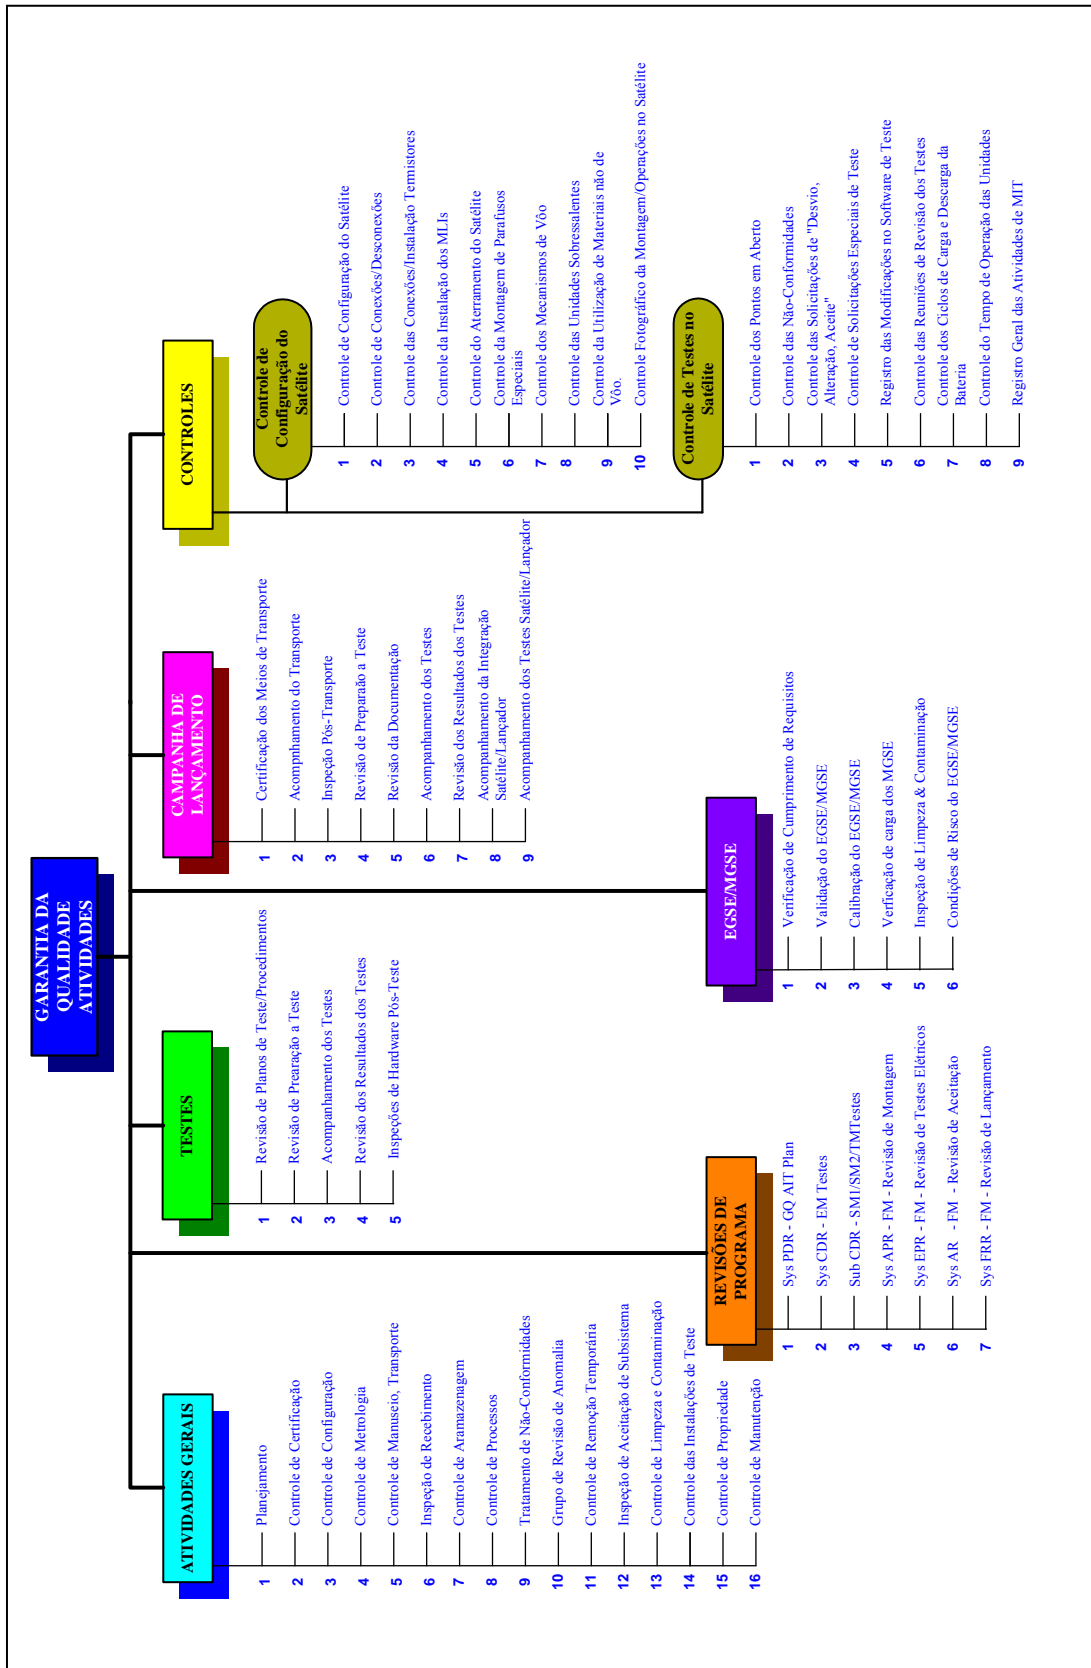 GARANTIA DA
QUALIDADE
ATIVIDADES
ATIVIDADES GERAIS
1 Planejamento
2 Controle de Certificação
3 Controle de Configuração
4 Controle de Metrologia
5 Controle de Manuseio, Transporte
6 Inspeção de Recebimento
7 Controle de Aramazenagem
8 Controle de Processos
9 Tratamento de Não-Conformidades
10 Grupo de Revisão de Anomalia
11 Controle de Remoção Temporária
12 Inspeção de Aceitação de Subsistema
13 Controle de Limpeza e Contaminação
14 Controle das Instalações de Teste
15 Controle de Propriedade
16 Controle de Manutenção
TESTES
1 Revisão de Planos de Teste/Procedimentos
2 Revisão de Prearação a Teste
3 Acompanhamento dos Testes
4 Revisão dos Resultados dos Testes
5 Inspeções de Hardware Pós-Teste
CAMPANHA DE
LANÇAMENTO
1 Certificação dos Meios de Transporte
2 Acompnhamento do Transporte
3 Inspeção Pós-Transporte
4 Revisão de Preparaão a Teste
5 Revisão da Documentação
6 Acompanhamento dos Testes
7 Revisão dos Resultados dos Testes
8 Acompanhamento da Integração
Satélite/Lançador
9 Acompanhamento dos Testes Satélite/Lançador
CONTROLES
Controle de
Configuração do
Satélite
1 Controle de Configuração do Satélite
2 Controle de Conexões/Desconexões
3 Controle das Conexões/Instalação Termistores
4 Controle da Instalação dos MLIs
5 Controle do Aterramento do Satélite
6 Controle da Montagem de Parafusos
Especiais
7 Controle dos Mecanismos de Vôo
8 Controle das Unidades Sobressalentes
9 Controle da Utilização de Materiais não de
Vôo.
10 Controle Fotográfico da Montagem/Operações no Satélite
Controle de Testes no
Satélite
1 Controle dos Pontos em Aberto
2 Controle das Não-Conformidades
3 Controle das Solicitações de "Desvio,
Alteração, Aceite"
4 Controle de Solicitações Especiais de Teste
5 Registro das Modificações no Software de Teste
6 Controle das Reuniões de Revisão dos Testes
7 Controle dos Ciclos de Carga e Descarga da
Bateria
8 Controle do Tempo de Operação das Unidades
9 Registro Geral das Atividades de MIT
REVISÕES DE
PROGRAMA
1 Sys PDR - GQ AIT Plan
2 Sys CDR - EM Testes
3 Sub CDR - SM1/SM2/TMTestes
4 Sys APR - FM - Revisão de Montagem
5 Sys EPR - FM - Revisão de Testes Elétricos
6 Sys AR - FM - Revisão de Aceitação
7 Sys FRR - FM - Revisão de Lançamento
EGSE/MGSE
1 Verificação de Cumprimento de Requisitos
2 Validação do EGSE/MGSE
3 Calibração do EGSE/MGSE
4 Verficação de carga dos MGSE
5 Inspeção de Limpeza & Contaminação
6 Condições de Risco do EGSE/MGSE